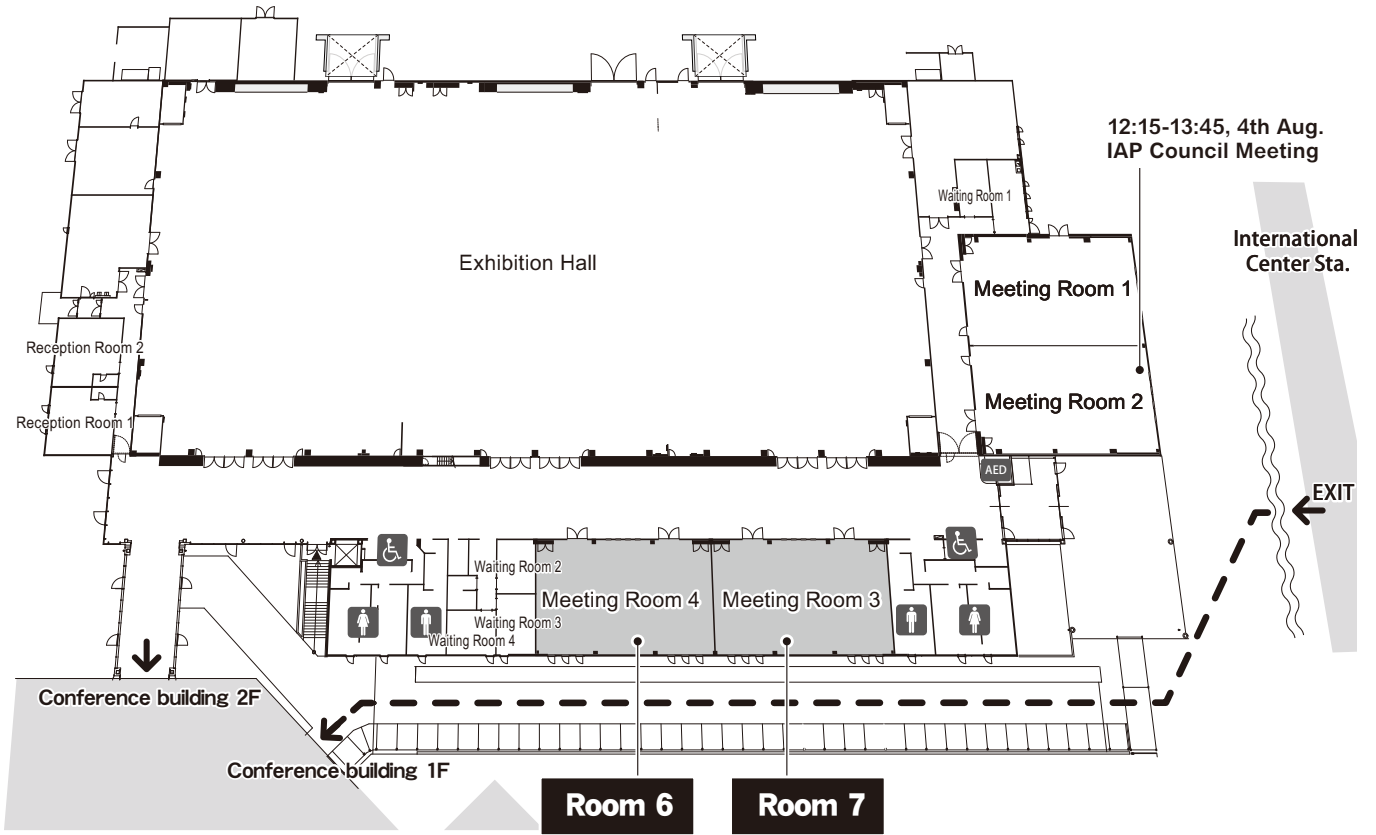 12:15-13:45, 4th Aug.
IAP Council Meeting
Waiting Room 1
International
Center Sta.
Exhibition Hall
Meeting Room 1
Reception Room 2
Meeting Room 2
Reception Room 1
AED
EXIT
Waiting Room 2
Meeting Room 4
Meeting Room 3
Waiting Room 3
Waiting Room 4
Conference building 2F
Conference building 1F
Room 6
Room 7